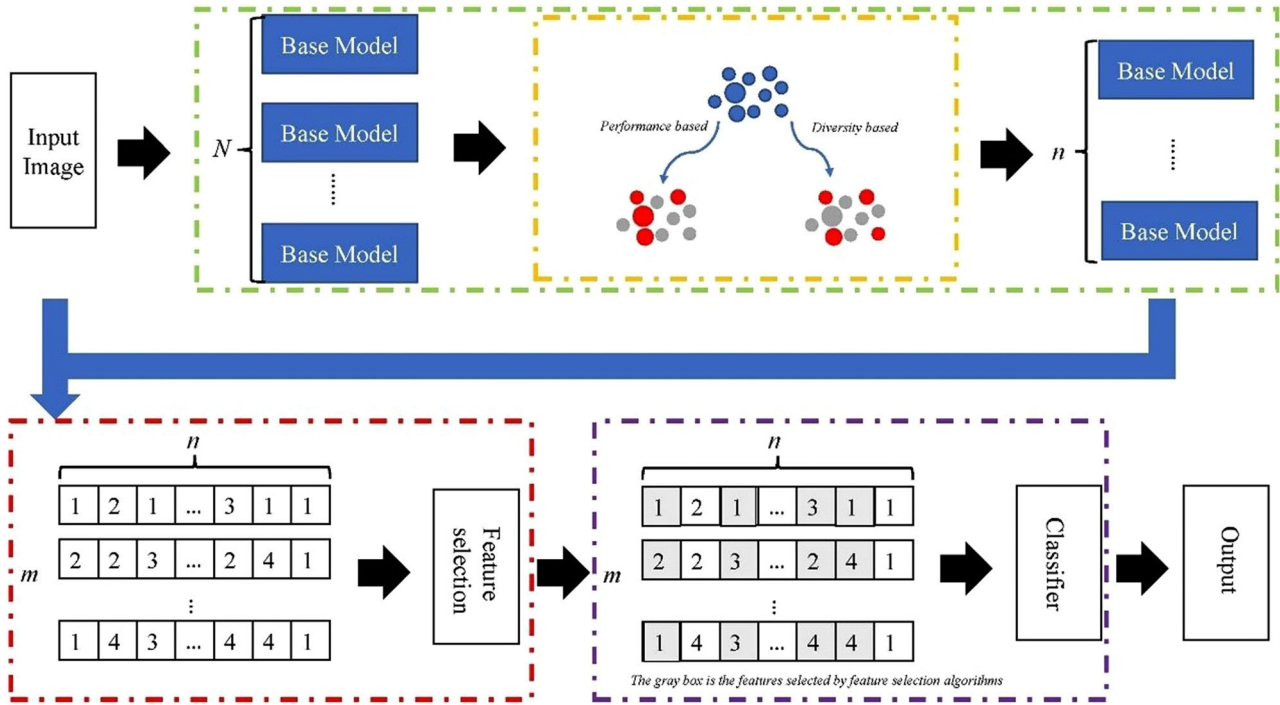 Input
Image
N
Base Model
Base Model
......
Base Model
Performance based
Diversity based
n
Base Model
......
Base Model
n
m
1 2 1 ... 3 1 1
2 2 3 ... 2 4 1
...
1 4 3 ... 4 4 1
Feature
selection
n
m
1 2 1 ... 3 1 1
2 2 3 ... 2 4 1
...
1 4 3 ... 4 4 1
The gray box is the features selected by feature selection algorithms
Classifier
Output